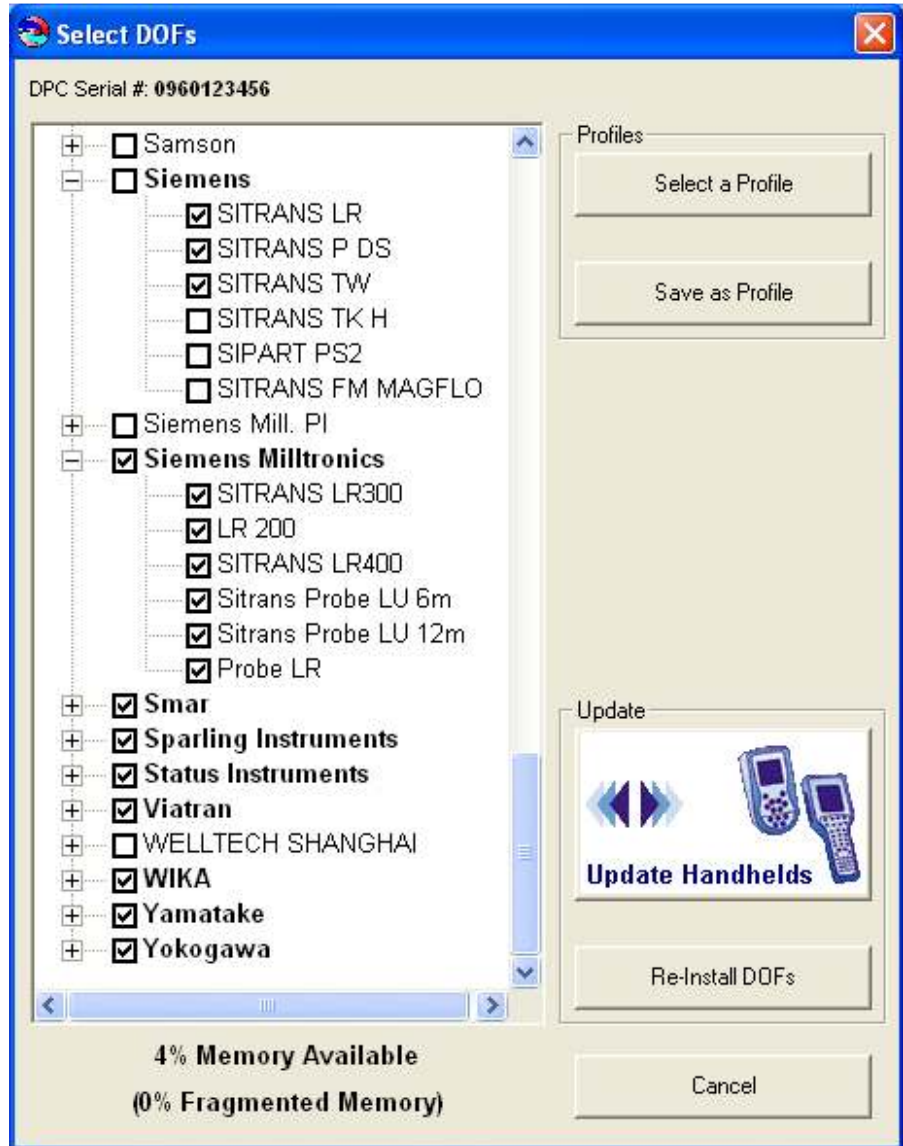 Select DOFs
DPC Serial #: 0960123456
Samson
Siemens
SITRANS LR
SITRANS P DS
SITRANS TW
SITRANS TK H
SIPART PS2
SITRANS FM MAGFLO
Siemens Mill. PI
Siemens Milltronics
SITRANS LR300
LR 200
SITRANS LR400
Sitrans Probe LU 6m
Sitrans Probe LU 12m
Probe LR
Smar
Sparling Instruments
Status Instruments
Viatran
WELLTECH SHANGHAI
WIKA
Yamatake
Yokogawa
4% Memory Available
(0% Fragmented Memory)
Profiles
Select a Profile
Save as Profile
Update
Update Handhelds
Re-Install DOFs
Cancel